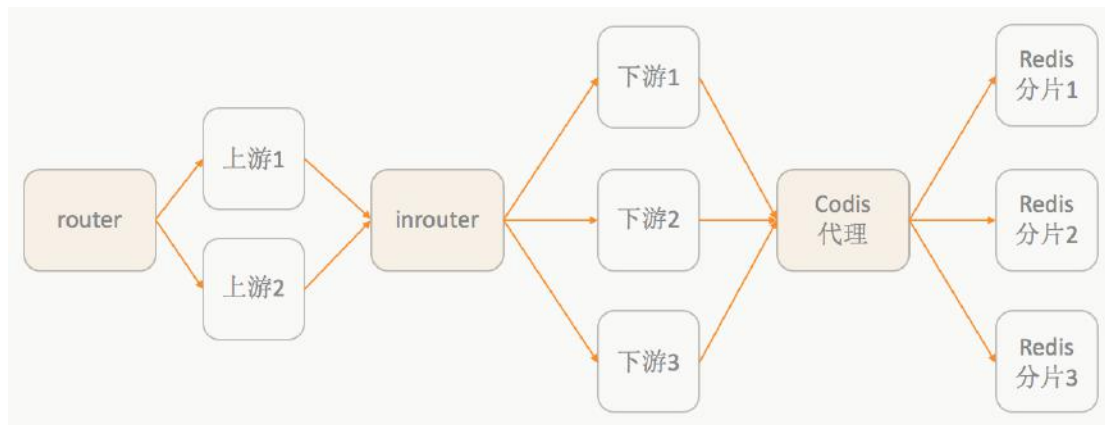 router
上游1
上游2
inrouter
下游1
下游2
下游3
Codis
代理
Redis
分片1
Redis
分片2
Redis
分片3